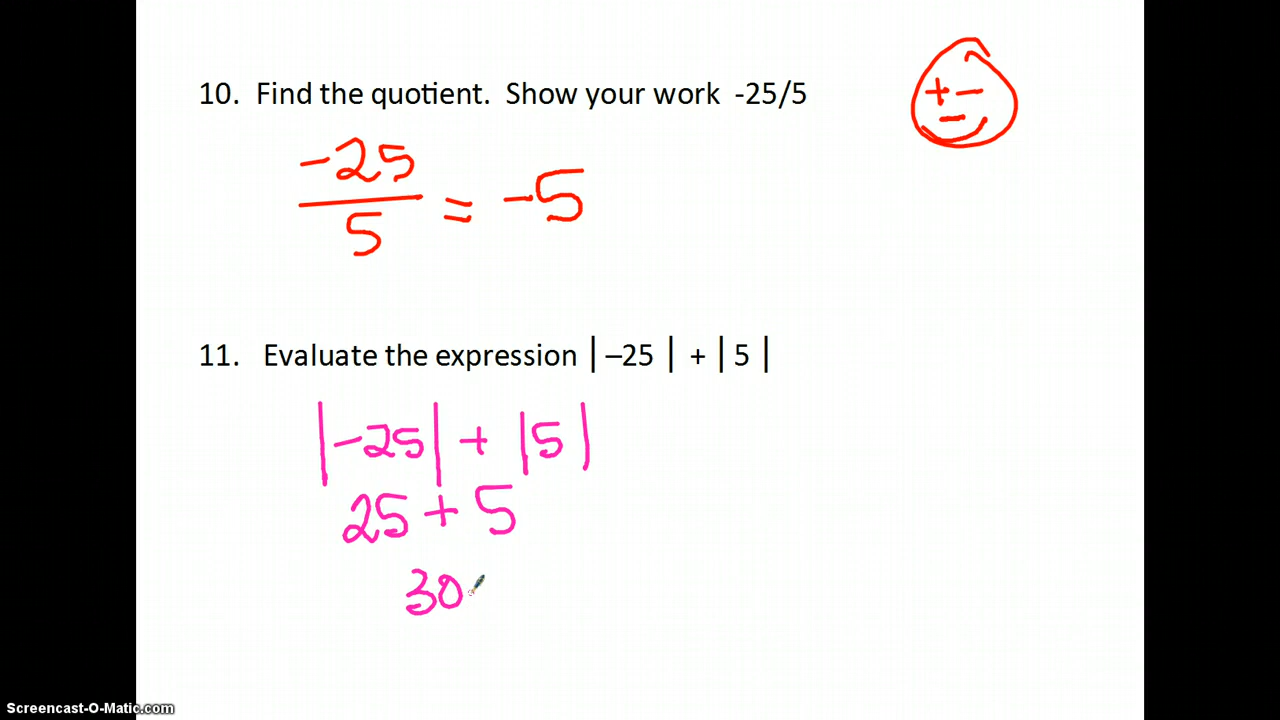 10. Find the quotient. Show your work -25/5
+ -
-
-25
5
= -5
11. Evaluate the expression |–25 | + | 5 |
|-25| + |5|
25 + 5
30
Screencast-O-Matic.com